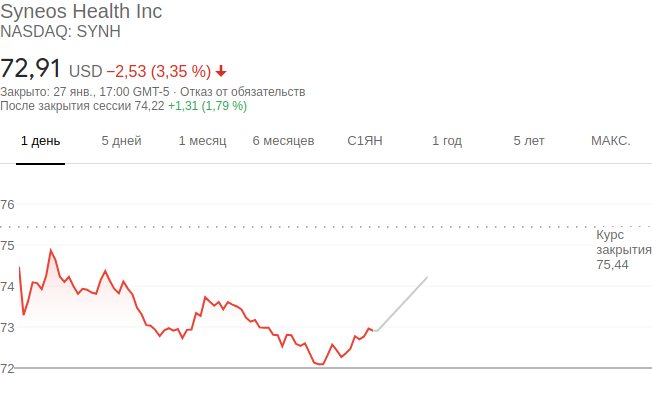 Syneos Health Inc
NASDAQ: SYNH
72,91 USD −2,53 (3,35 %)
Закрыто: 27 янв., 17:00 GMT-5 · Отказ от обязательств
После закрытия сессии 74,22 +1,31 (1,79 %)
1 день 5 дней 1 месяц 6 месяцев С1ЯН 1 год 5 лет МАКС.
76
Курс
75
закрытия
75,44
74
73
72